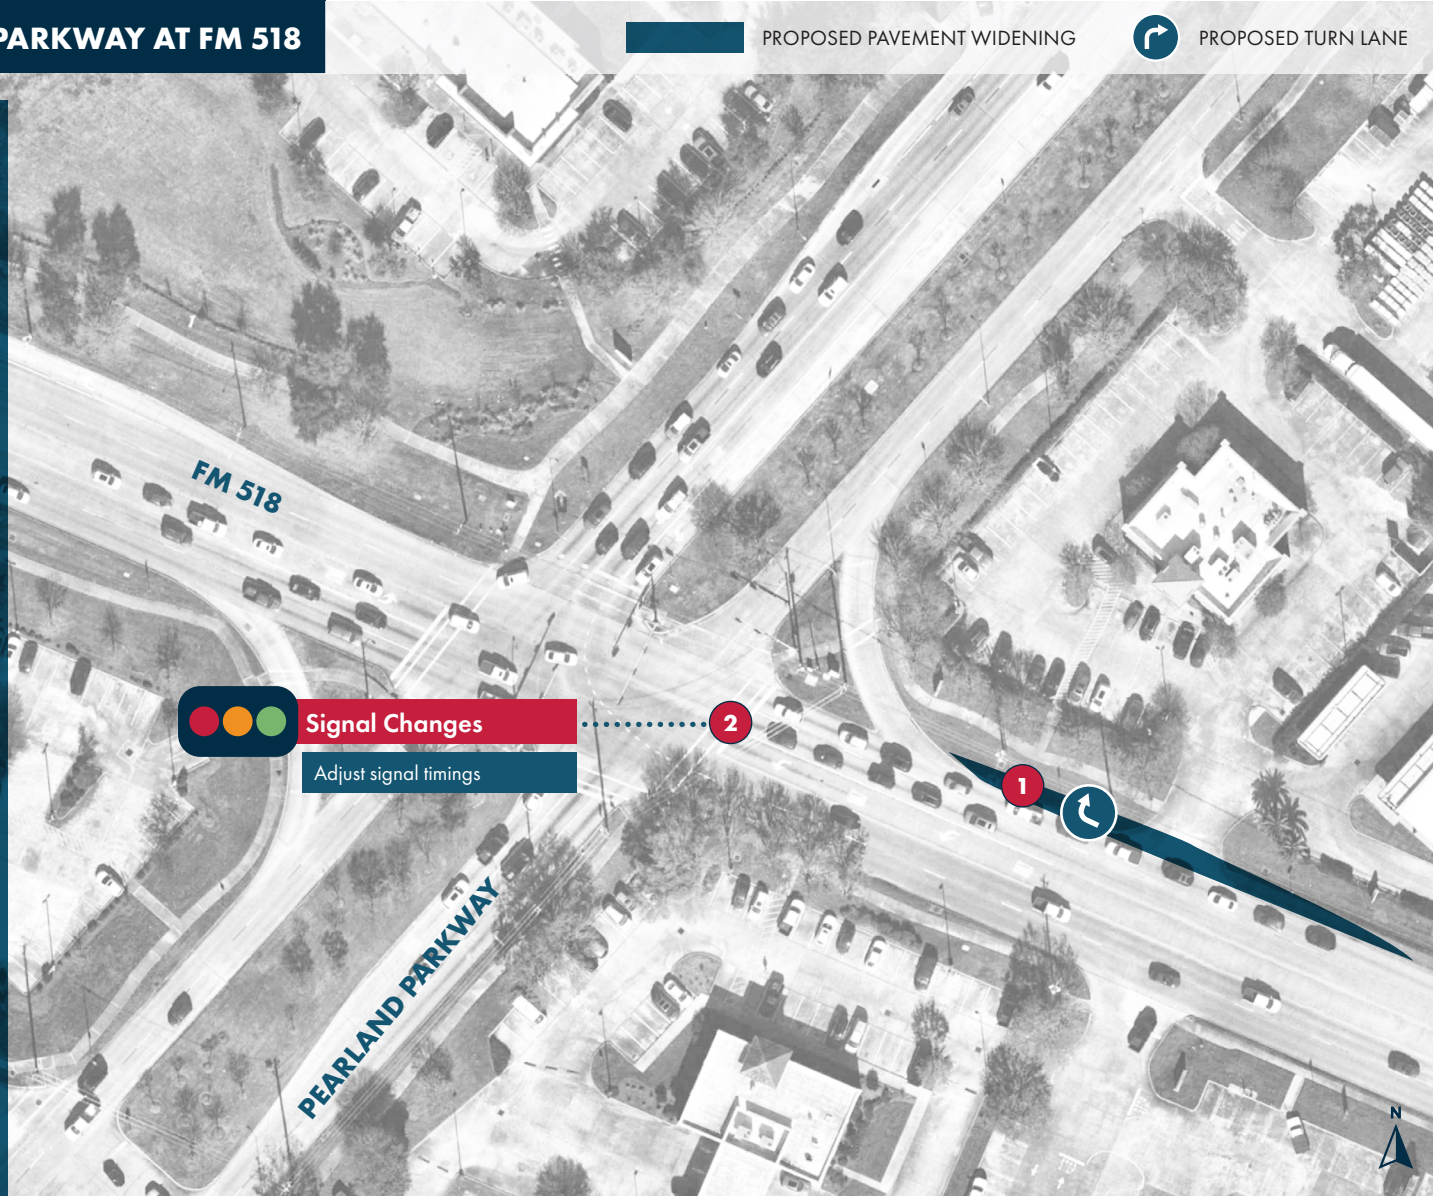 PARKWAY AT FM 518
PROPOSED PAVEMENT WIDENING
PROPOSED TURN LANE
FM 518
Signal Changes
2
Adjust signal timings
1
PEARLAND PARKWAY
N